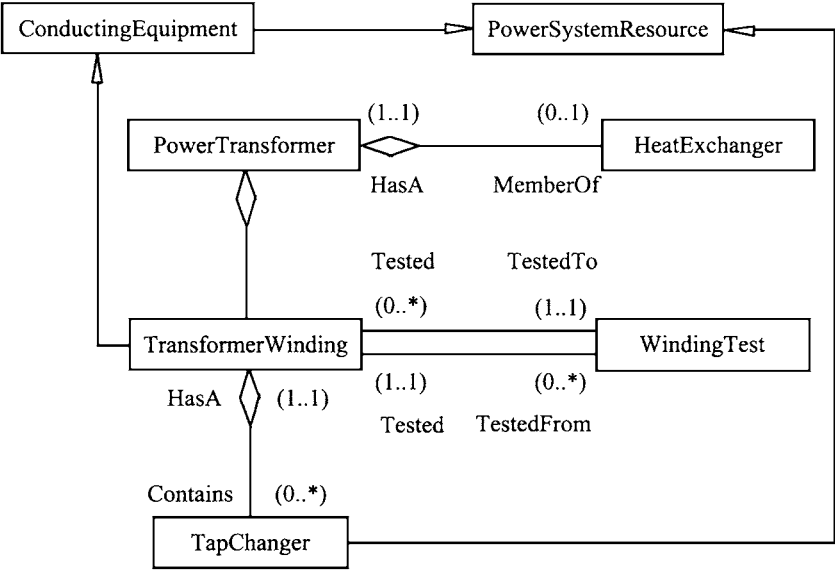 ConductingEquipment
PowerSystemResource
(1..1)
(0..1)
PowerTransformer
HeatExchanger
HasA
MemberOf
Tested
TestedTo
(0..*)
(1..1)
TransformerWinding
WindingTest
HasA
(1..1)
(1..1)
(0..*)
Tested
TestedFrom
Contains
(0..*)
TapChanger